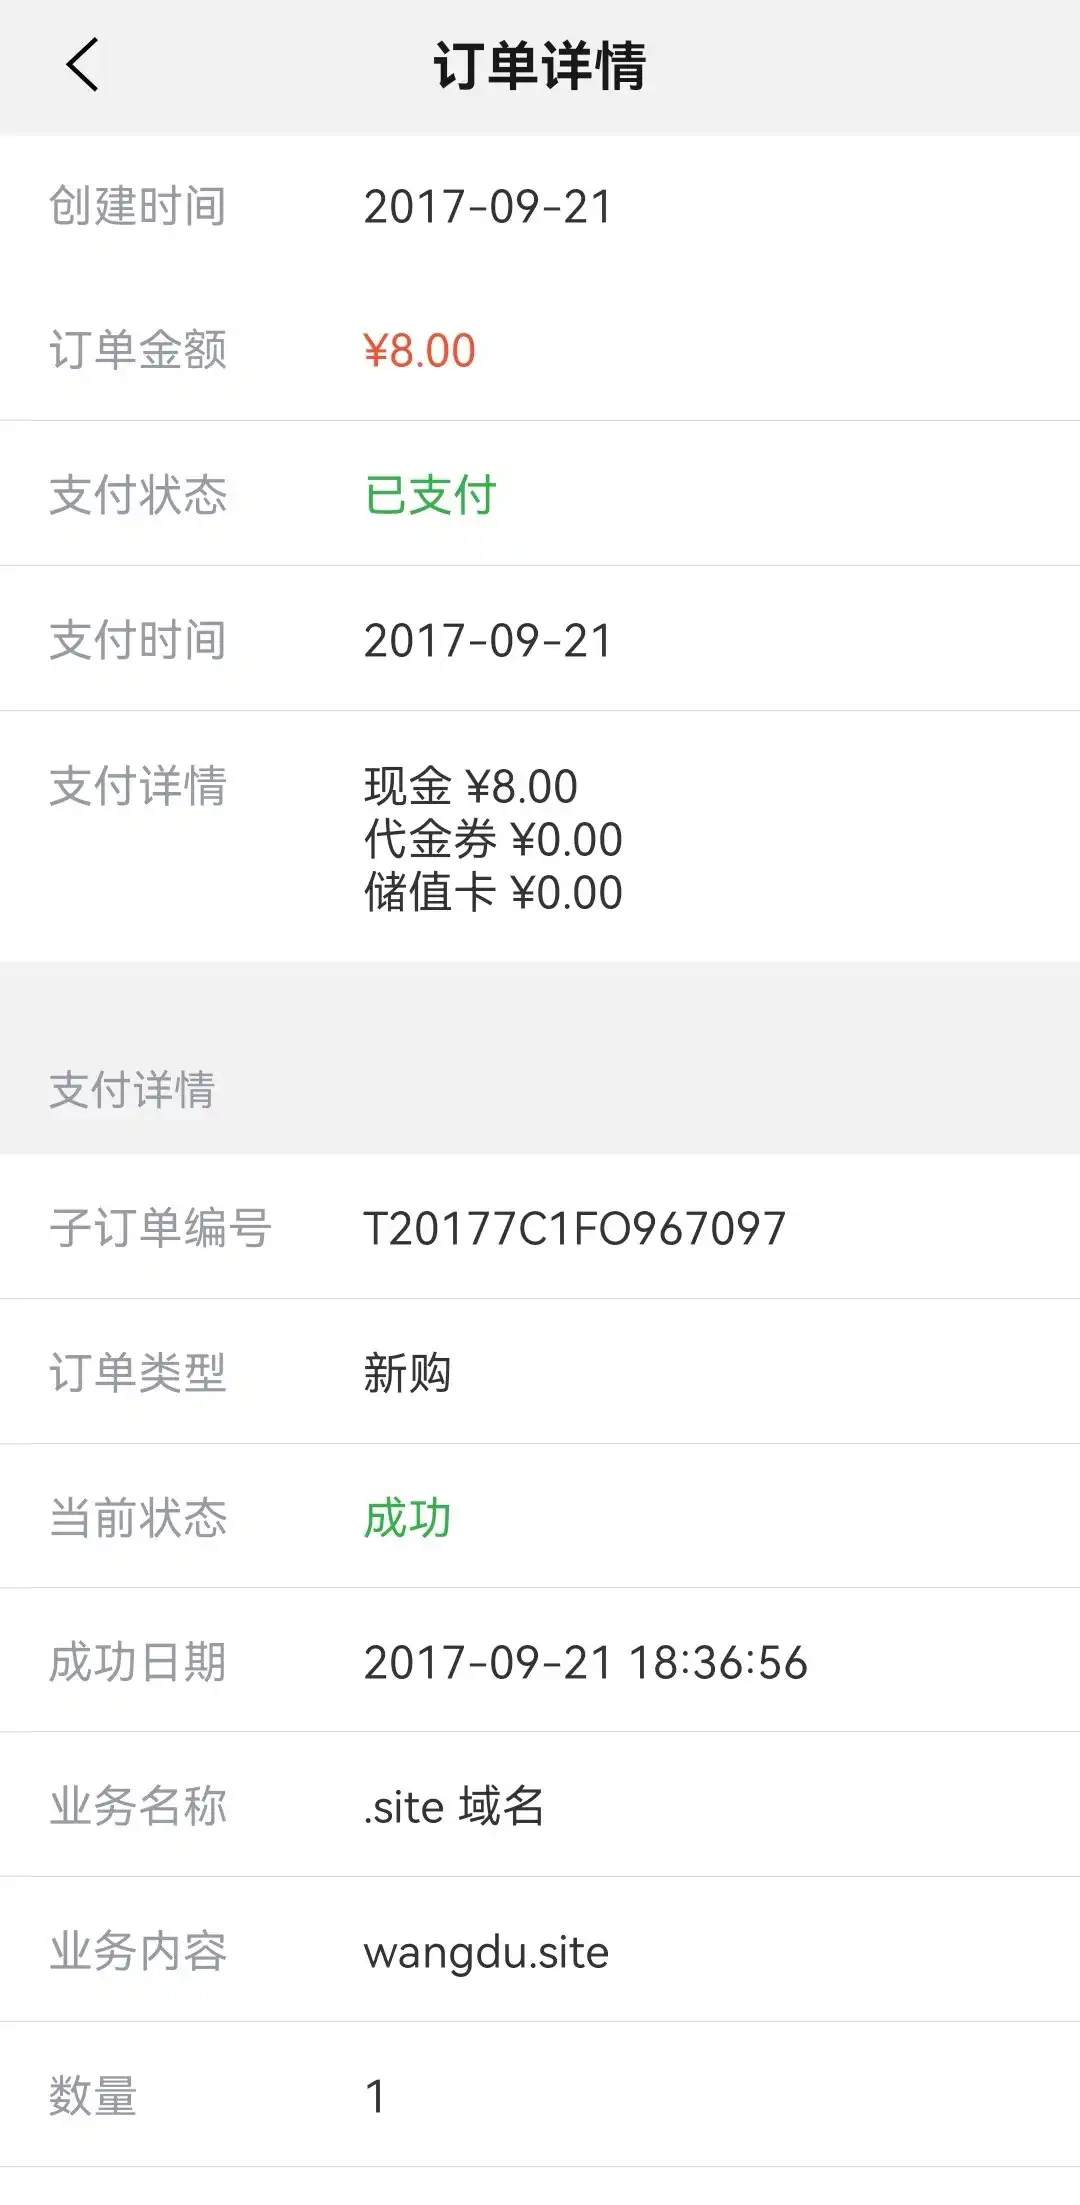 订单详情
创建时间 2017-09-21
订单金额 ¥8.00
支付状态 已支付
支付时间 2017-09-21
支付详情 现金 ¥8.00
代金券 ¥0.00
储值卡 ¥0.00
支付详情
子订单编号 T20177C1FO967097
订单类型 新购
当前状态 成功
成功日期 2017-09-21 18:36:56
业务名称 .site 域名
业务内容 wangdu.site
数量 1